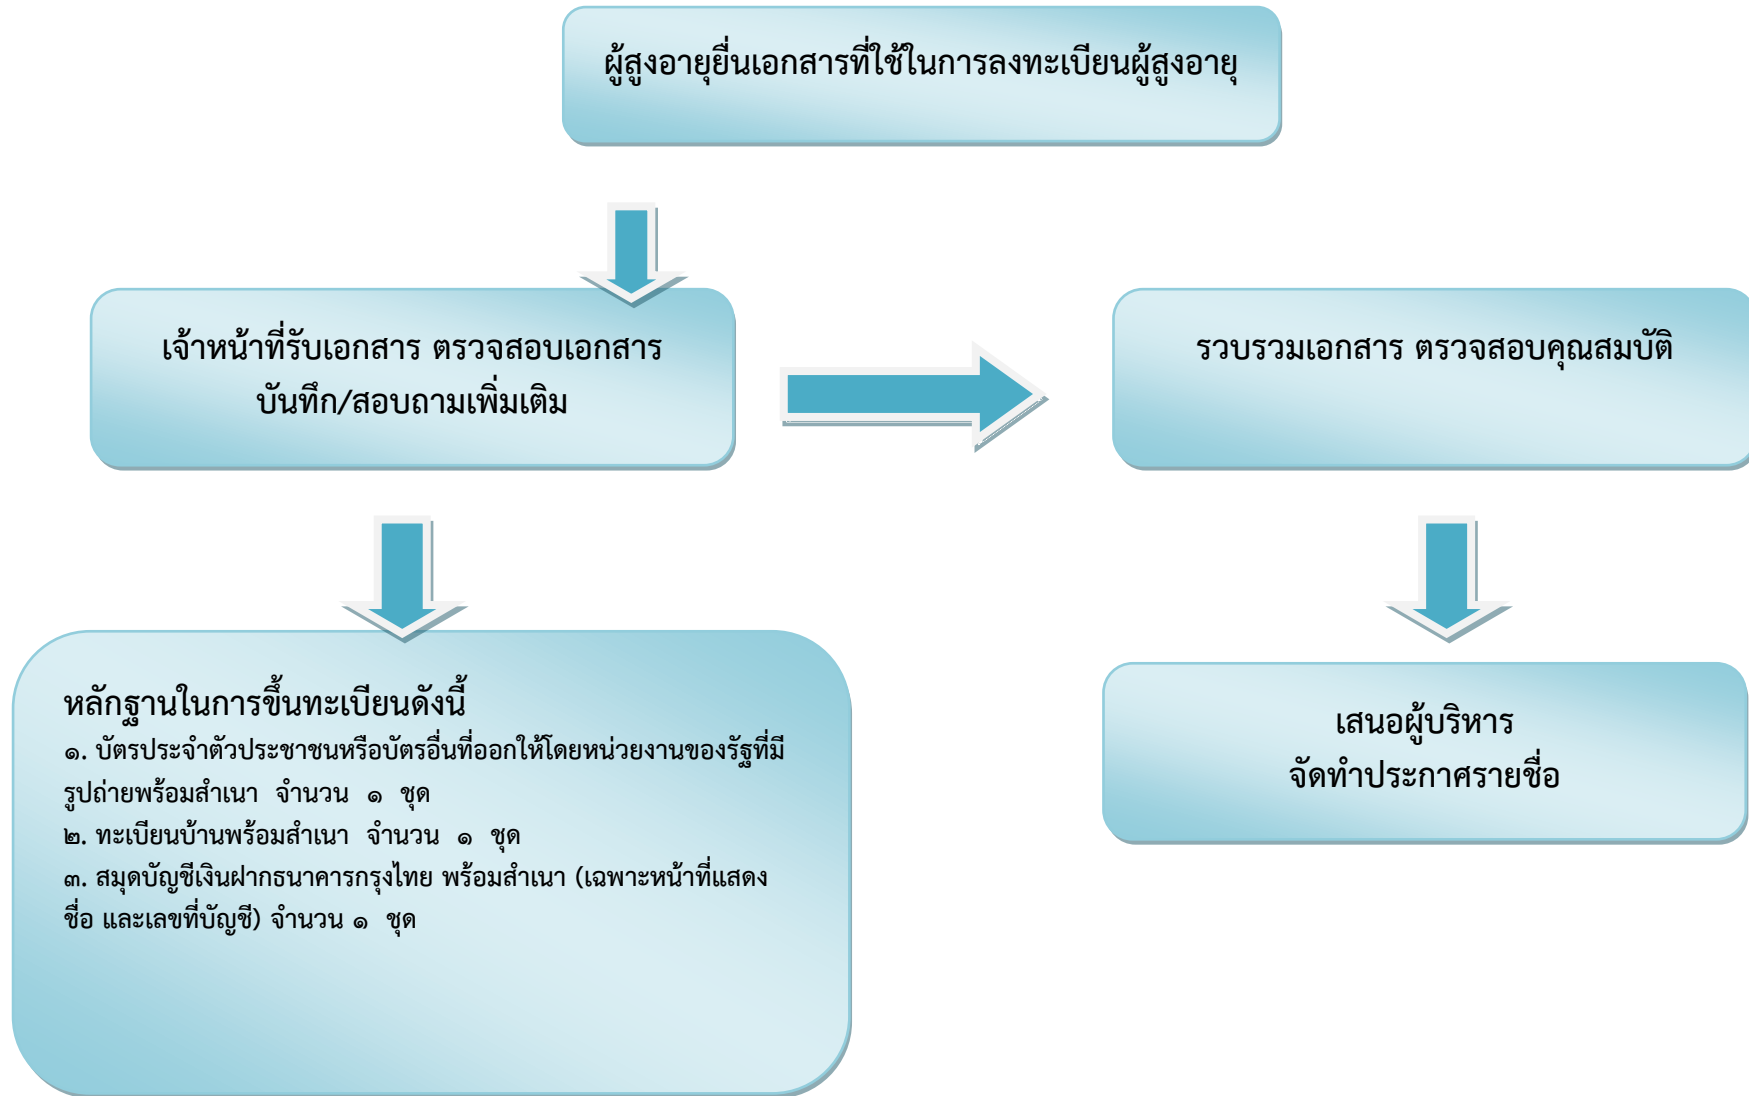 ผู้สูงอายุยื่นเอกสารที่ใช้ในการลงทะเบียนผู้สูงอายุ
เจ้าหน้าที่รับเอกสาร ตรวจสอบเอกสาร
บันทึก/สอบถามเพิ่มเติม
รวบรวมเอกสาร ตรวจสอบคุณสมบัติ
หลักฐานในการขึ้นทะเบียนดังนี้
๑. บัตรประจำตัวประชาชนหรือบัตรอื่นที่ออกให้โดยหน่วยงานของรัฐที่มี
รูปถ่ายพร้อมสำเนา จำนวน ๑ ชุด
๒. ทะเบียนบ้านพร้อมสำเนา จำนวน ๑ ชุด
๓. สมุดบัญชีเงินฝากธนาคารกรุงไทย พร้อมสำเนา (เฉพาะหน้าที่แสดง
ชื่อ และเลขที่บัญชี) จำนวน ๑ ชุด
เสนอผู้บริหาร
จัดทำประกาศรายชื่อ